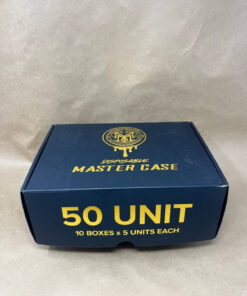 DISPOSABLE
MASTER CASE
50 UNIT
10 BOXES x 5 UNITS EACH